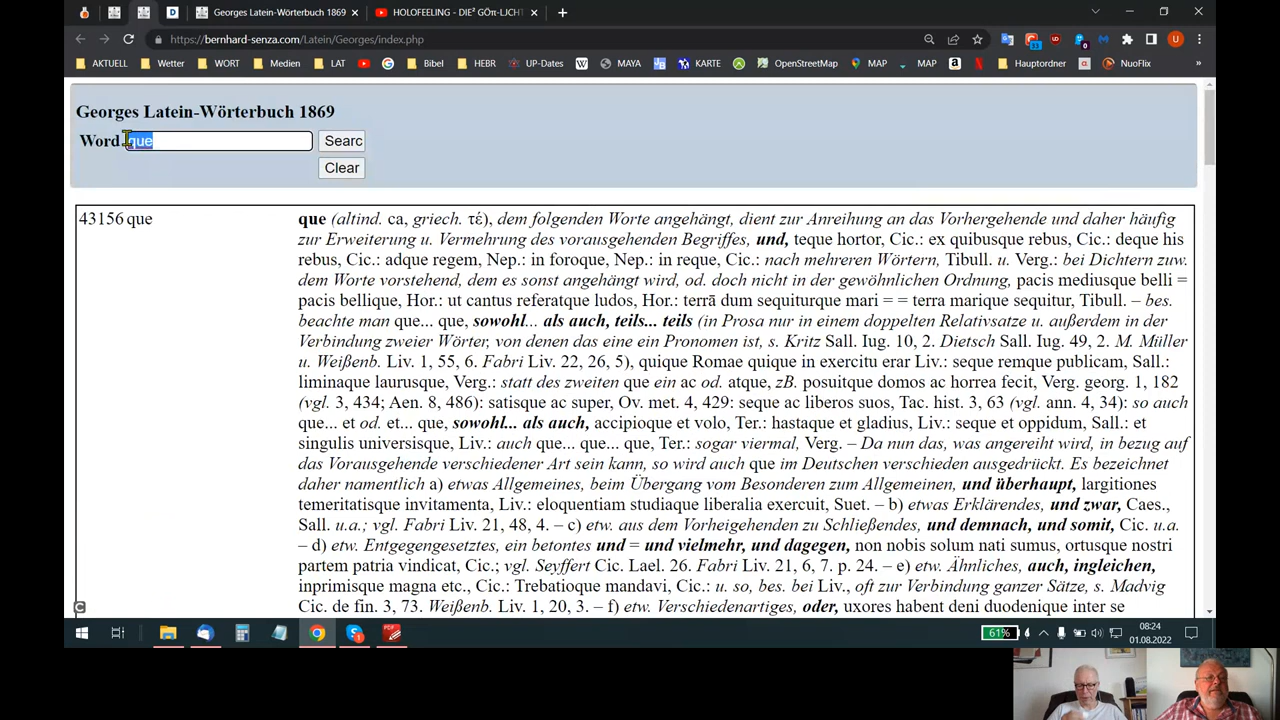 Georges Latein-Wörterbuch 1869
HOLOFEELING - DIE² GÖπ-LJCHT
https://bernhard-senza.com/Latein/Georges/index.php
AKTUELL Wetter WORT Medien LAT Bibel HEBR UP-Dates MAYA KARTE OpenStreetMap MAP MAP Hauptordner NuoFlix »
Georges Latein-Wörterbuch 1869
Word que Searc
Clear
43156 que
que (altind. ca, griech. τέ), dem folgenden Worte angehängt, dient zur Anreihung an das Vorhergehende und daher häufig
zur Erweiterung u. Vermehrung des vorausgehenden Begriffes, und, teque hortor, Cic.: ex quibusque rebus, Cic.: deque his
rebus, Cic.: adque regem, Nep.: in foroque, Nep.: in reque, Cic.: nach mehreren Wörtern, Tibull. u. Verg.: bei Dichtern zuw.
dem Worte vorstehend, dem es sonst angehängt wird, od. doch nicht in der gewöhnlichen Ordnung, pacis mediusque belli =
pacis bellique, Hor.: ut cantus referatque ludos, Hor.: terrā dum sequiturque mari = = terra marique sequitur, Tibull. – bes.
beachte man que... que, sowohl... als auch, teils... teils (in Prosa nur in einem doppelten Relativsatze u. außerdem in der
Verbindung zweier Wörter, von denen das eine ein Pronomen ist, s. Kritz Sall. Iug. 10, 2. Dietsch Sall. Iug. 49, 2. M. Müller
u. Weißenb. Liv. 1, 55, 6. Fabri Liv. 22, 26, 5), quique Romae quique in exercitu erar Liv.: seque remque publicam, Sall.:
liminaque laurusque, Verg.: statt des zweiten que ein ac od. atque, zB. posuitque domos ac horrea fecit, Verg. georg. 1, 182
(vgl. 3, 434; Aen. 8, 486): satisque ac super, Ov. met. 4, 429: seque ac liberos suos, Tac. hist. 3, 63 (vgl. ann. 4, 34): so auch
que... et od. et... que, sowohl... als auch, accipioque et volo, Ter.: hastaque et gladius, Liv.: seque et oppidum, Sall.: et
singulis universisque, Liv.: auch que... que... que, Ter.: sogar viermal, Verg. – Da nun das, was angereiht wird, in bezug auf
das Vorausgehende verschiedener Art sein kann, so wird auch que im Deutschen verschieden ausgedrückt. Es bezeichnet
daher namentlich a) etwas Allgemeines, beim Übergang vom Besonderen zum Allgemeinen, und überhaupt, largitiones
temeritatisque invitamenta, Liv.: eloquentiam studiaque liberalia exercuit, Suet. – b) etwas Erklärendes, und zwar, Caes.,
Sall. u.a.; vgl. Fabri Liv. 21, 48, 4. – c) etw. aus dem Vorheigehenden zu Schließendes, und demnach, und somit, Cic. u.a.
– d) etw. Entgegengesetztes, ein betontes und = und vielmehr, und dagegen, non nobis solum nati sumus, ortusque nostri
partem patria vindicat, Cic.; vgl. Seyffert Cic. Lael. 26. Fabri Liv. 21, 6, 7. p. 24. – e) etw. Ähnliches, auch, ingleichen,
inprimisque magna etc., Cic.: Trebatioque mandavi, Cic.: u. so, bes. bei Liv., oft zur Verbindung ganzer Sätze, s. Madvig
Cic. de fin. 3, 73. Weißenb. Liv. 1, 20, 3. – f) etw. Verschiedenartiges, oder, uxores habent deni duodenique inter se
61%
08:24
01.08.2022